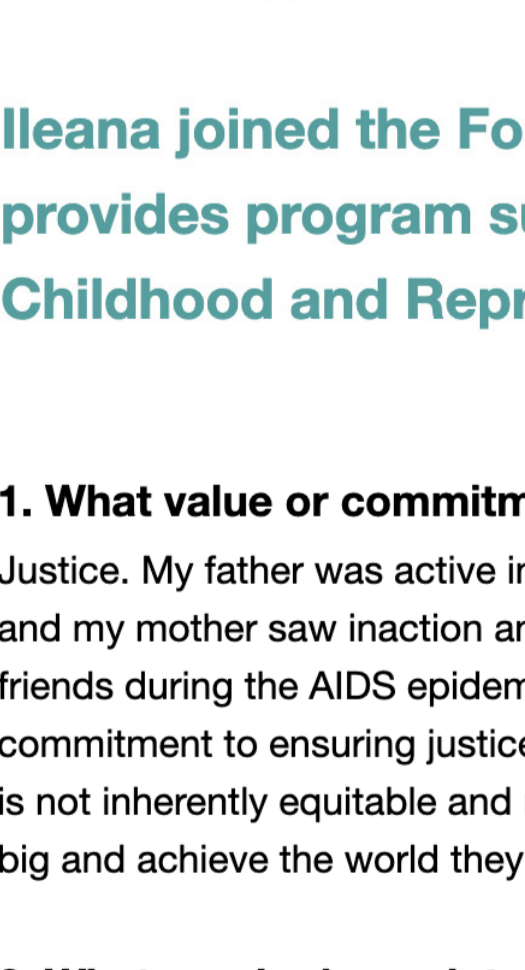 Ileana joined the Fo
provides program su
Childhood and Repr
1. What value or commitm
Justice. My father was active in
and my mother saw inaction an
friends during the AIDS epidem
commitment to ensuring justice
is not inherently equitable and
big and achieve the world they